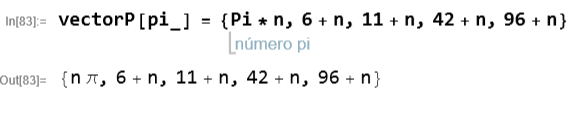 In[83]:= vectorP[pi_] = {Pi * n, 6 + n, 11 + n, 42 + n, 96 + n}
número pi
Out[83]= {n π, 6 + n, 11 + n, 42 + n, 96 + n}